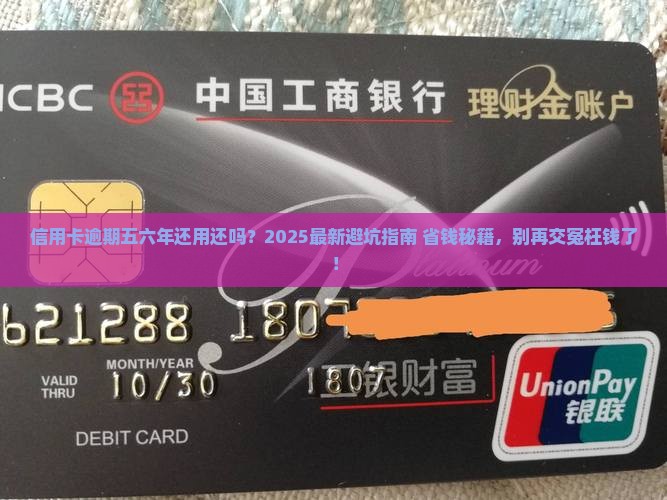 ICBC 中国工商银行 理财金账户
信用卡逾期五六年还用还吗？2025最新避坑指南 省钱秘籍，别再交冤枉钱了
！
Platinum
621288 180
MONTH/YEAR
VALID THRU 10/30 1807 工银财富
UnionPay
银联
DEBIT CARD